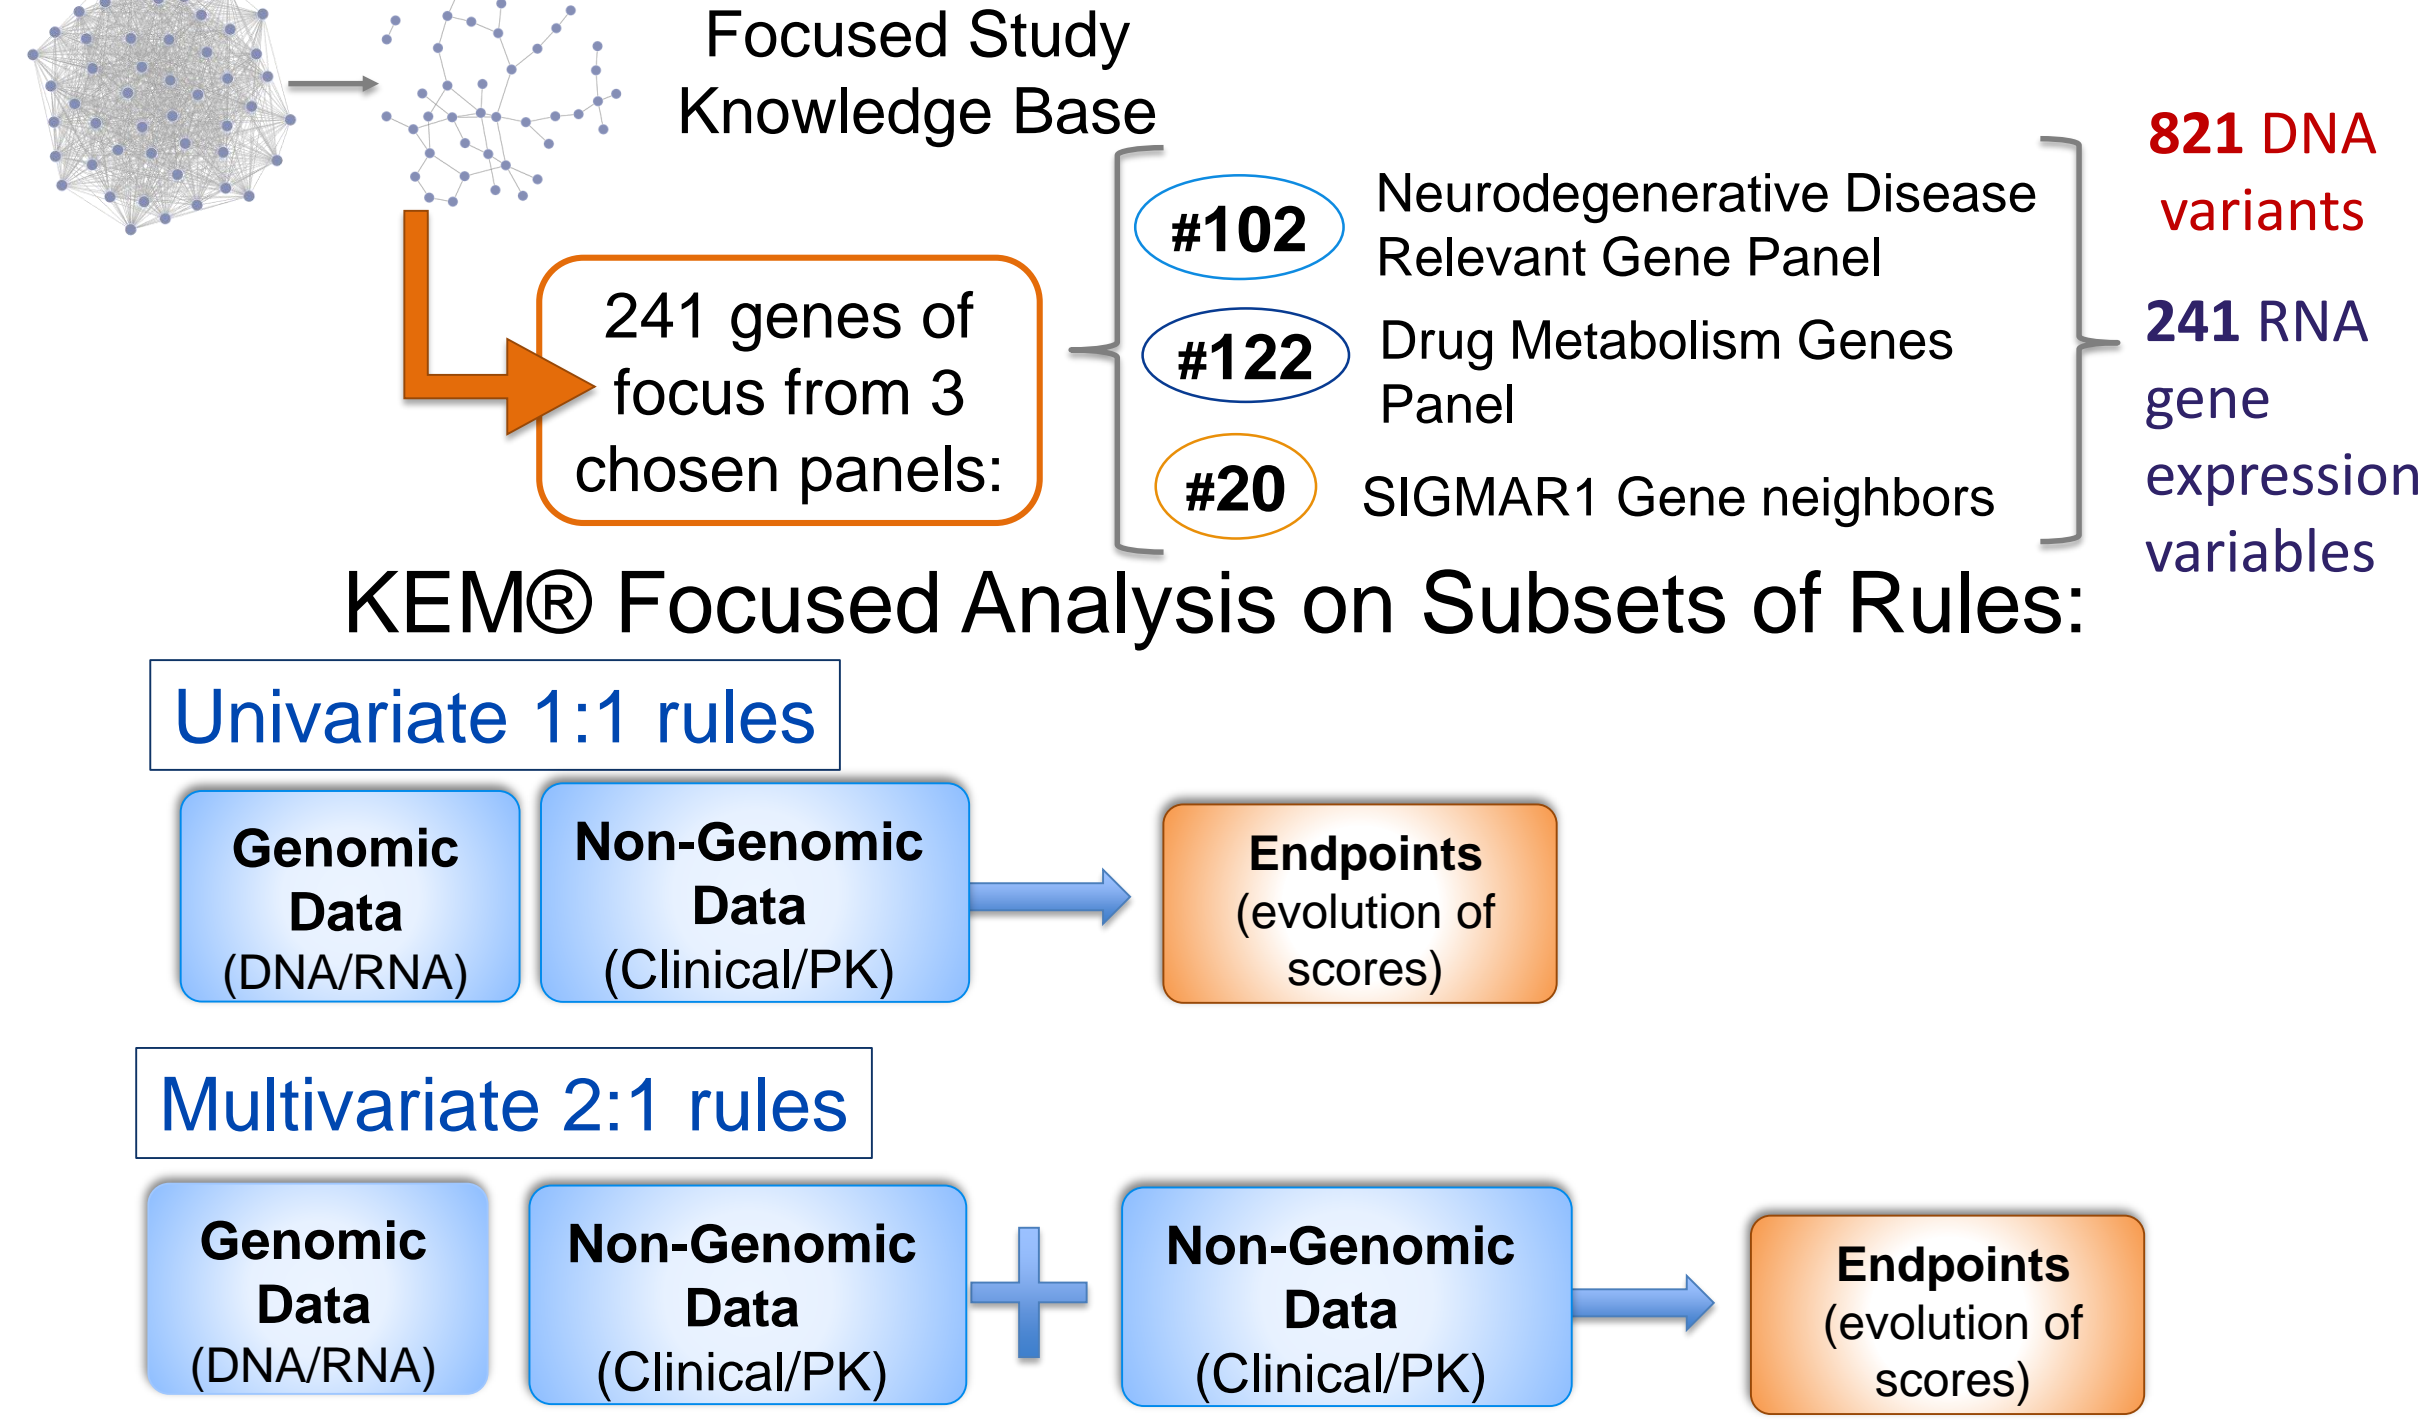 Focused Study
Knowledge Base
241 genes of
focus from 3
chosen panels:
#102
Neurodegenerative Disease
Relevant Gene Panel
#122
Drug Metabolism Genes
Panel
#20
SIGMAR1 Gene neighbors
821 DNA
variants
241 RNA
gene
expression
variables
KEM® Focused Analysis on Subsets of Rules:
Univariate 1:1 rules
Genomic
Data
(DNA/RNA)
Non-Genomic
Data
(Clinical/PK)
Endpoints
(evolution of
scores)
Multivariate 2:1 rules
Genomic
Data
(DNA/RNA)
Non-Genomic
Data
(Clinical/PK)
Non-Genomic
Data
(Clinical/PK)
Endpoints
(evolution of
scores)